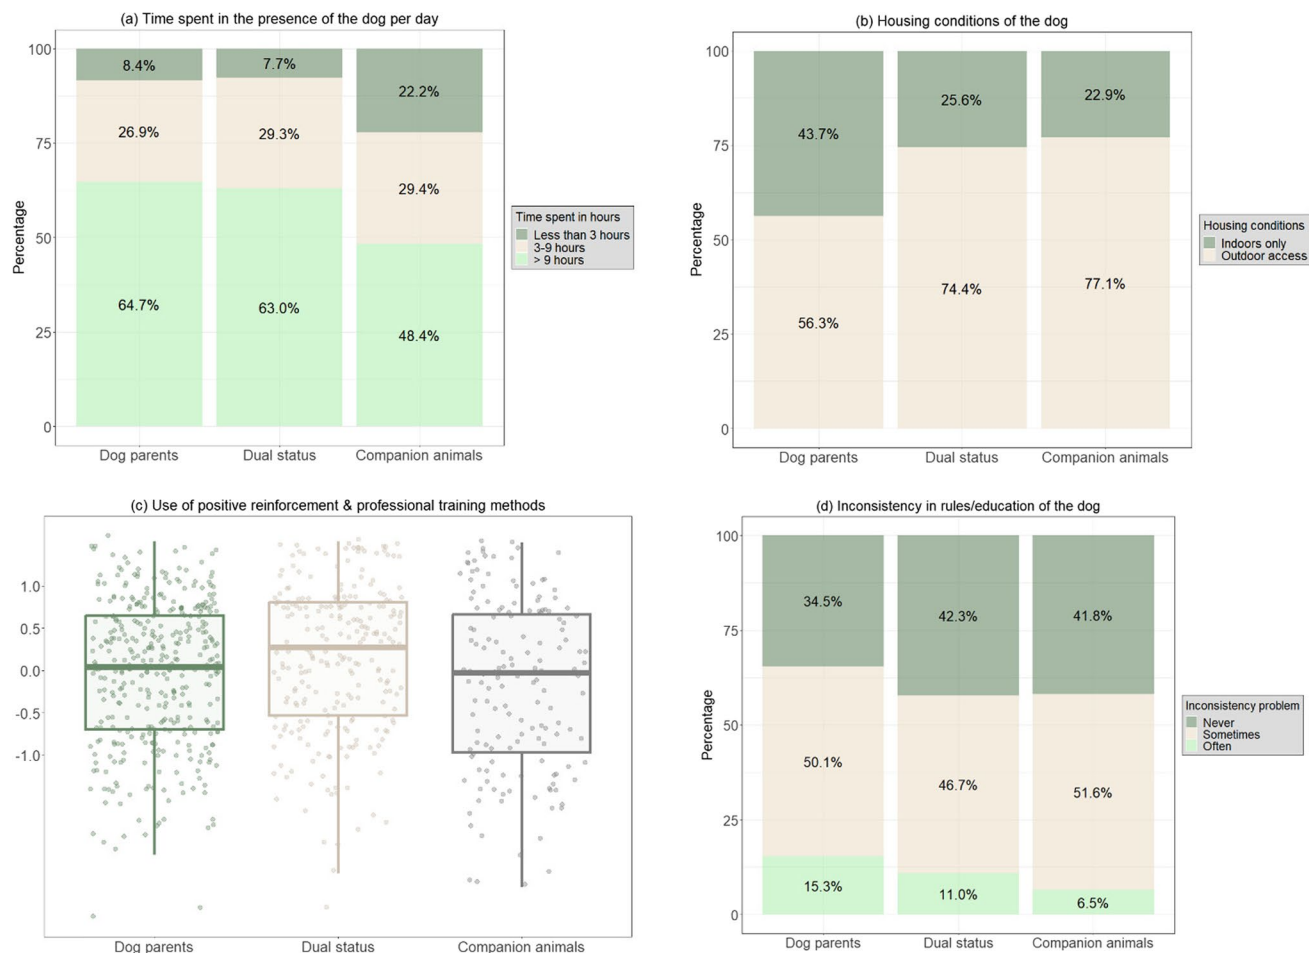 (a) Time spent in the presence of the dog per day
100
75
50
25
0
Percentage
8.4%
7.7%
22.2%
26.9%
29.3%
29.4%
64.7%
63.0%
48.4%
Dog parents
Dual status
Companion animals
Time spent in hours
Less than 3 hours
3-9 hours
> 9 hours
(b) Housing conditions of the dog
100
75
50
25
0
Percentage
43.7%
25.6%
22.9%
56.3%
74.4%
77.1%
Dog parents
Dual status
Companion animals
Housing conditions
Indoors only
Outdoor access
(c) Use of positive reinforcement & professional training methods
1.0
0.5
0.0
-0.5
-1.0
Dog parents
Dual status
Companion animals
(d) Inconsistency in rules/education of the dog
100
75
50
25
0
Percentage
34.5%
42.3%
41.8%
50.1%
46.7%
51.6%
15.3%
11.0%
6.5%
Dog parents
Dual status
Companion animals
Inconsistency problem
Never
Sometimes
Often